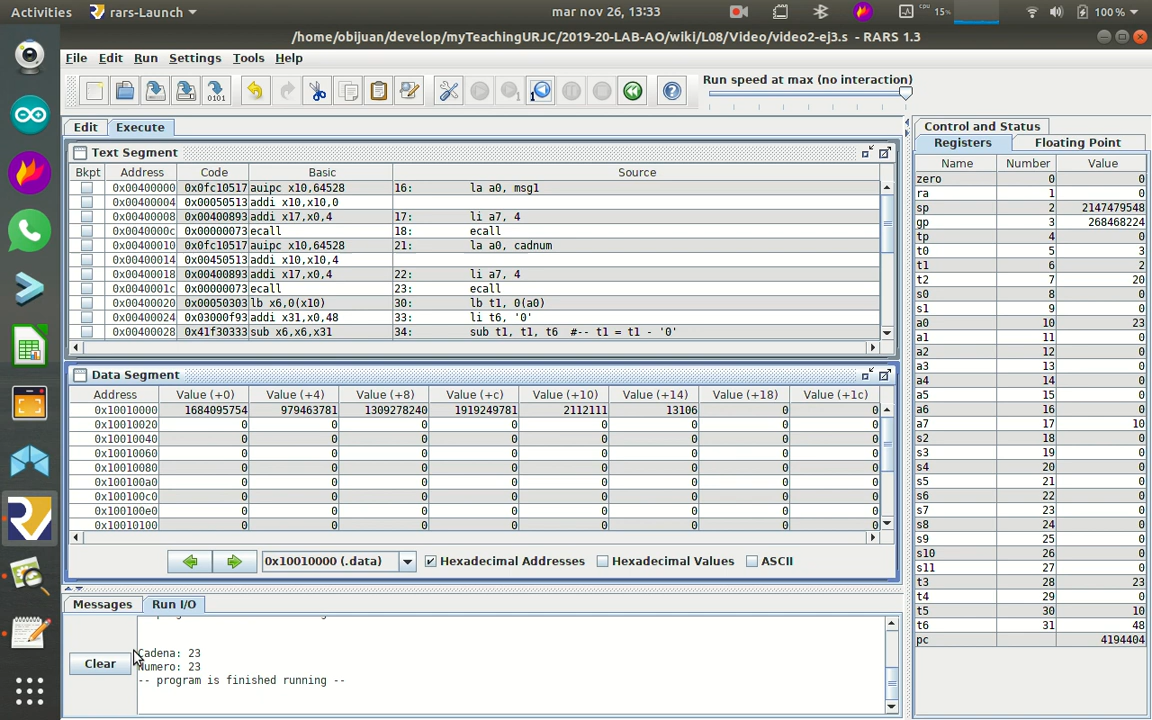 Activities rars-Launch mar nov 26, 13:33 cpu 15% 100 %
/home/obijuan/develop/myTeachingURJC/2019-20-LAB-AO/wiki/L08/Video/video2-ej3.s - RARS 1.3
File Edit Run Settings Tools Help
Run speed at max (no interaction)
Edit Execute
Text Segment
Bkpt Address Code Basic Source
0x00400000 0x0fc10517 auipc x10,64528 16: la a0, msg1
0x00400004 0x00050513 addi x10,x10,0
0x00400008 0x00400893 addi x17,x0,4 17: li a7, 4
0x0040000c 0x00000073 ecall 18: ecall
0x00400010 0x0fc10517 auipc x10,64528 21: la a0, cadnum
0x00400014 0x00450513 addi x10,x10,4
0x00400018 0x00400893 addi x17,x0,4 22: li a7, 4
0x0040001c 0x00000073 ecall 23: ecall
0x00400020 0x00050303 lb x6,0(x10) 30: lb t1, 0(a0)
0x00400024 0x03000f93 addi x31,x0,48 33: li t6, '0'
0x00400028 0x41f30333 sub x6,x6,x31 34: sub t1, t1, t6 #-- t1 = t1 - '0'
Data Segment
Address Value (+0) Value (+4) Value (+8) Value (+c) Value (+10) Value (+14) Value (+18) Value (+1c)
0x10010000 1684095754 979463781 1309278240 1919249781 2112111 13106 0 0
0x10010020 0 0 0 0 0 0 0 0
0x10010040 0 0 0 0 0 0 0 0
0x10010060 0 0 0 0 0 0 0 0
0x10010080 0 0 0 0 0 0 0 0
0x100100a0 0 0 0 0 0 0 0 0
0x100100c0 0 0 0 0 0 0 0 0
0x100100e0 0 0 0 0 0 0 0 0
0x10010100 0 0 0 0 0 0 0 0
0x10010000 (.data) Hexadecimal Addresses Hexadecimal Values ASCII
Messages Run I/O
Clear
Cadena: 23
Numero: 23
-- program is finished running --
Control and Status
Registers Floating Point
Name Number Value
zero 0 0
ra 1 0
sp 2 2147479548
gp 3 268468224
tp 4 0
t0 5 3
t1 6 2
t2 7 20
s0 8 0
s1 9 0
a0 10 23
a1 11 0
a2 12 0
a3 13 0
a4 14 0
a5 15 0
a6 16 0
a7 17 10
s2 18 0
s3 19 0
s4 20 0
s5 21 0
s6 22 0
s7 23 0
s8 24 0
s9 25 0
s10 26 0
s11 27 0
t3 28 23
t4 29 0
t5 30 10
t6 31 48
pc 4194404